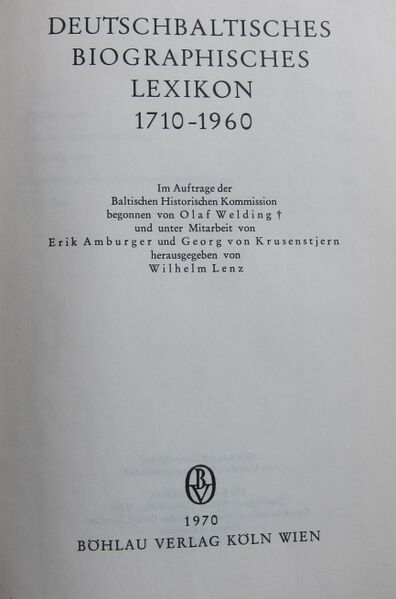 DEUTSCHBALTISCHES
BIOGRAPHISCHES
LEXIKON
1710-1960
Im Auftrage der
Baltischen Historischen Kommission
begonnen von Olaf Welding †
und unter Mitarbeit von
Erik Amburger und Georg von Krusenstjern
herausgegeben von
Wilhelm Lenz
BV
1970
BÖHLAU VERLAG KÖLN WIEN